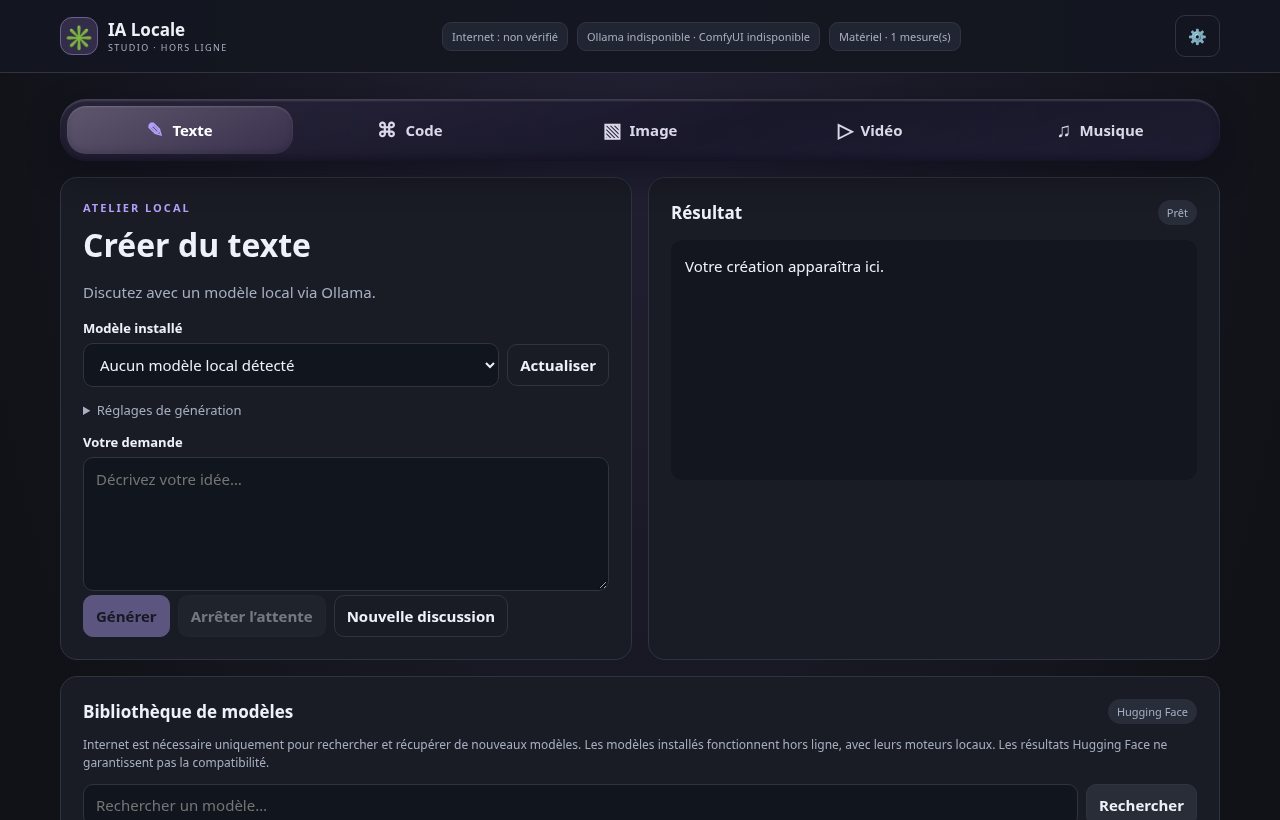 IA Locale
STUDIO · HORS LIGNE
Internet : non vérifié
Ollama indisponible · ComfyUI indisponible
Matériel · 1 mesure(s)
Texte
Code
Image
Vidéo
Musique
ATELIER LOCAL
Créer du texte
Discutez avec un modèle local via Ollama.
Modèle installé
Aucun modèle local détecté
Actualiser
Réglages de génération
Votre demande
Décrivez votre idée...
Générer
Arrêter l’attente
Nouvelle discussion
Résultat
Prêt
Votre création apparaîtra ici.
Bibliothèque de modèles
Hugging Face
Internet est nécessaire uniquement pour rechercher et récupérer de nouveaux modèles. Les modèles installés fonctionnent hors ligne, avec leurs moteurs locaux. Les résultats Hugging Face ne
garantissent pas la compatibilité.
Rechercher un modèle...
Rechercher